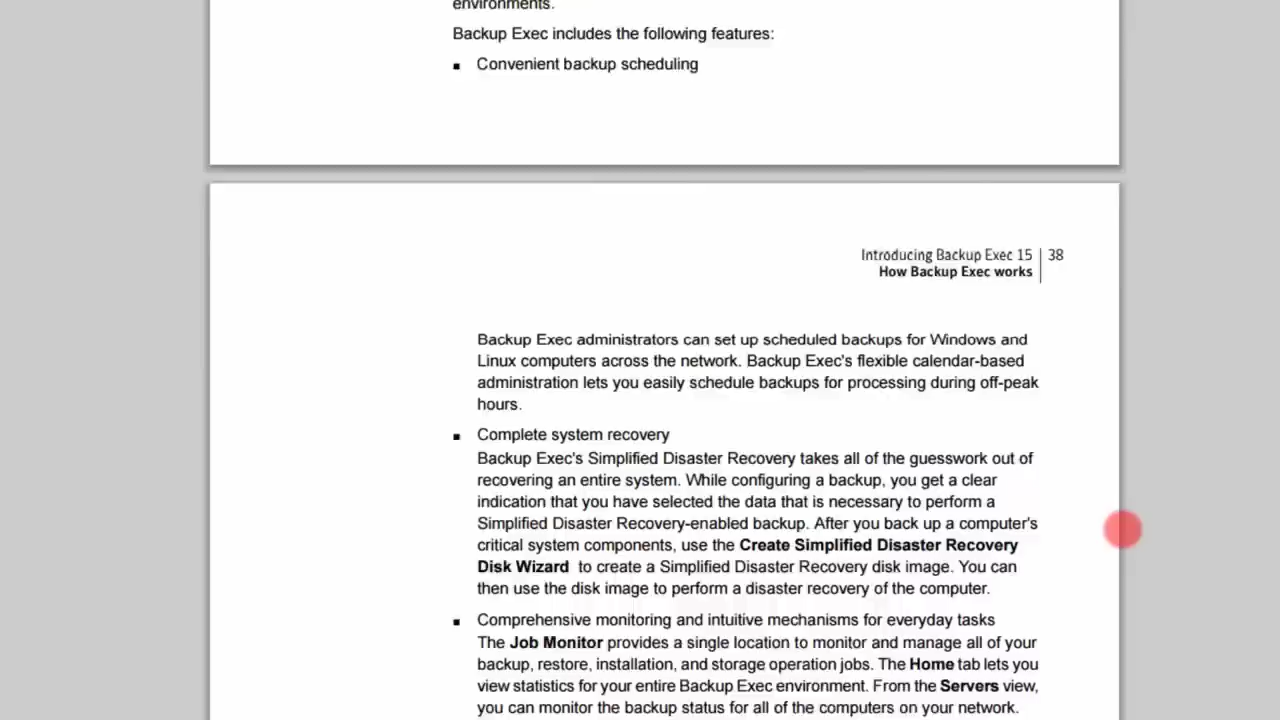 environments.
Backup Exec includes the following features:
▪ Convenient backup scheduling
Introducing Backup Exec 15 | 38
How Backup Exec works
Backup Exec administrators can set up scheduled backups for Windows and
Linux computers across the network. Backup Exec's flexible calendar-based
administration lets you easily schedule backups for processing during off-peak
hours.
▪ Complete system recovery
Backup Exec's Simplified Disaster Recovery takes all of the guesswork out of
recovering an entire system. While configuring a backup, you get a clear
indication that you have selected the data that is necessary to perform a
Simplified Disaster Recovery-enabled backup. After you back up a computer's
critical system components, use the Create Simplified Disaster Recovery
Disk Wizard to create a Simplified Disaster Recovery disk image. You can
then use the disk image to perform a disaster recovery of the computer.
▪ Comprehensive monitoring and intuitive mechanisms for everyday tasks
The Job Monitor provides a single location to monitor and manage all of your
backup, restore, installation, and storage operation jobs. The Home tab lets you
view statistics for your entire Backup Exec environment. From the Servers view,
you can monitor the backup status for all of the computers on your network.